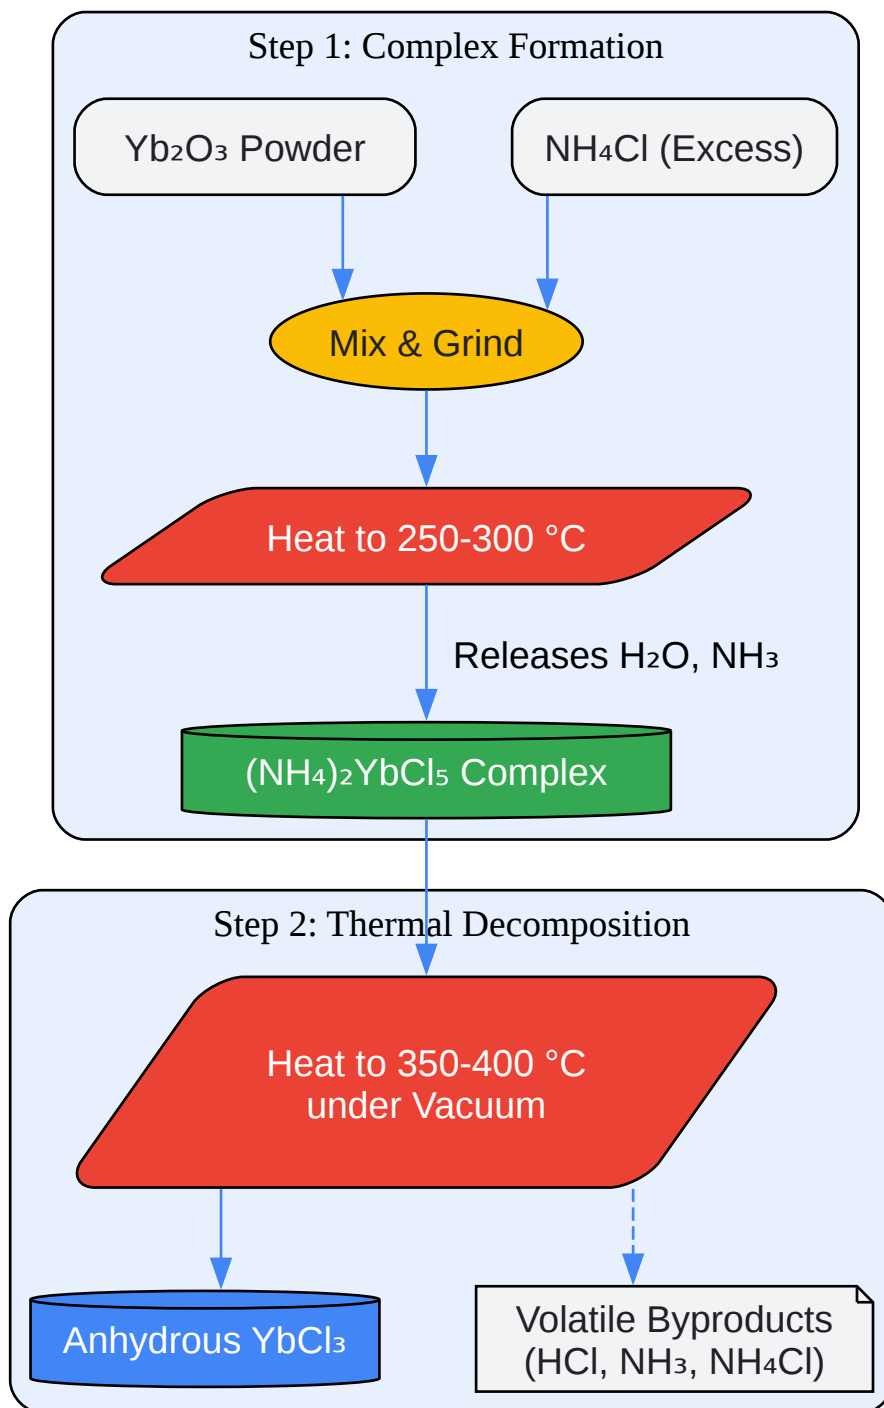 Step 1: Complex Formation
Yb₂O₃ Powder
NH₄Cl (Excess)
Mix & Grind
Heat to 250-300 °C
Releases H₂O, NH₃
(NH₄)₂YbCl₅ Complex
Step 2: Thermal Decomposition
Heat to 350-400 °C
under Vacuum
Anhydrous YbCl₃
Volatile Byproducts
(HCl, NH₃, NH₄Cl)